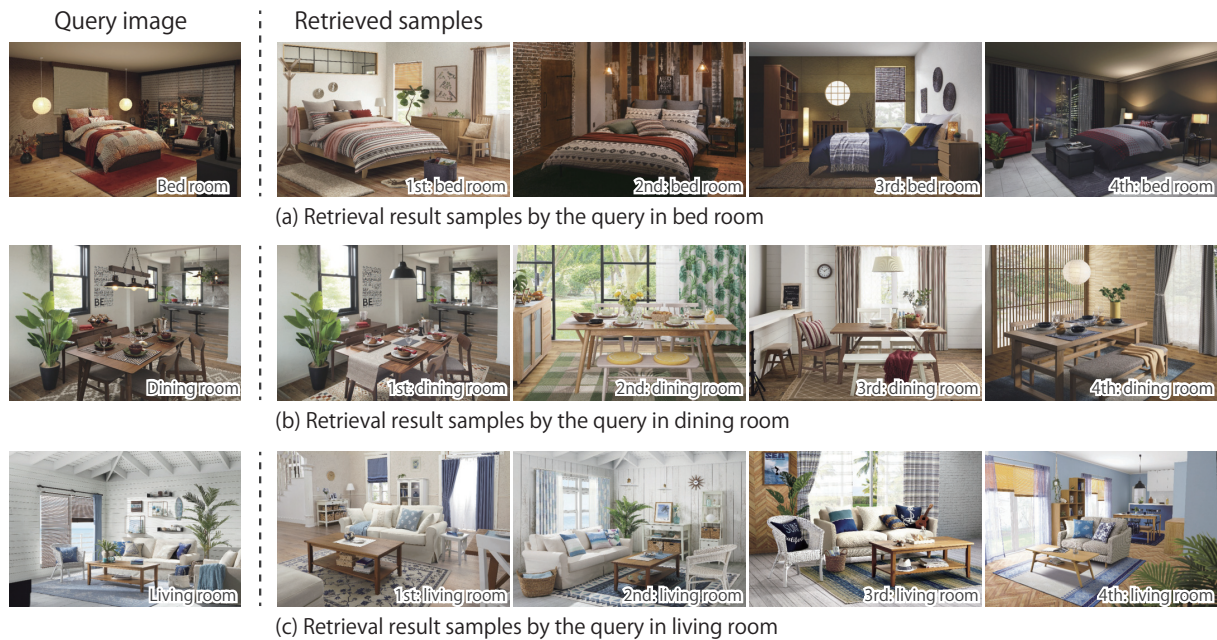 Query image
Retrieved samples
Bed room
1st: bed room
2nd: bed room
3rd: bed room
4th: bed room
(a) Retrieval result samples by the query in bed room
BE
BE
Dining room
1st: dining room
2nd: dining room
3rd: dining room
4th: dining room
(b) Retrieval result samples by the query in dining room
SEA
Living room
1st: living room
2nd: living room
3rd: living room
4th: living room
(c) Retrieval result samples by the query in living room